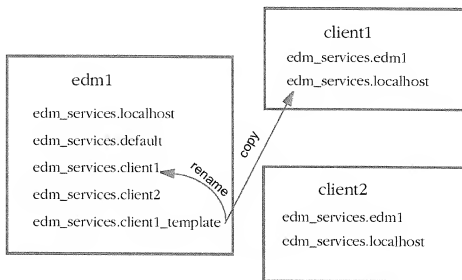 edm1
edm_services.localhost
edm_services.default
edm_services.client1
edm_services.client2
edm_services.client1_template
rename
copy
client1
edm_services.edm1
edm_services.localhost
client2
edm_services.edm1
edm_services.localhost